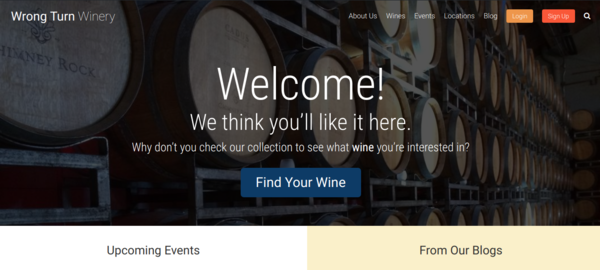 Wrong Turn Winery
About Us Wines Events Locations Blog Login Sign Up
Welcome!
We think you'll like it here.
Why don't you check our collection to see what wine you're interested in?
Find Your Wine
Upcoming Events From Our Blogs